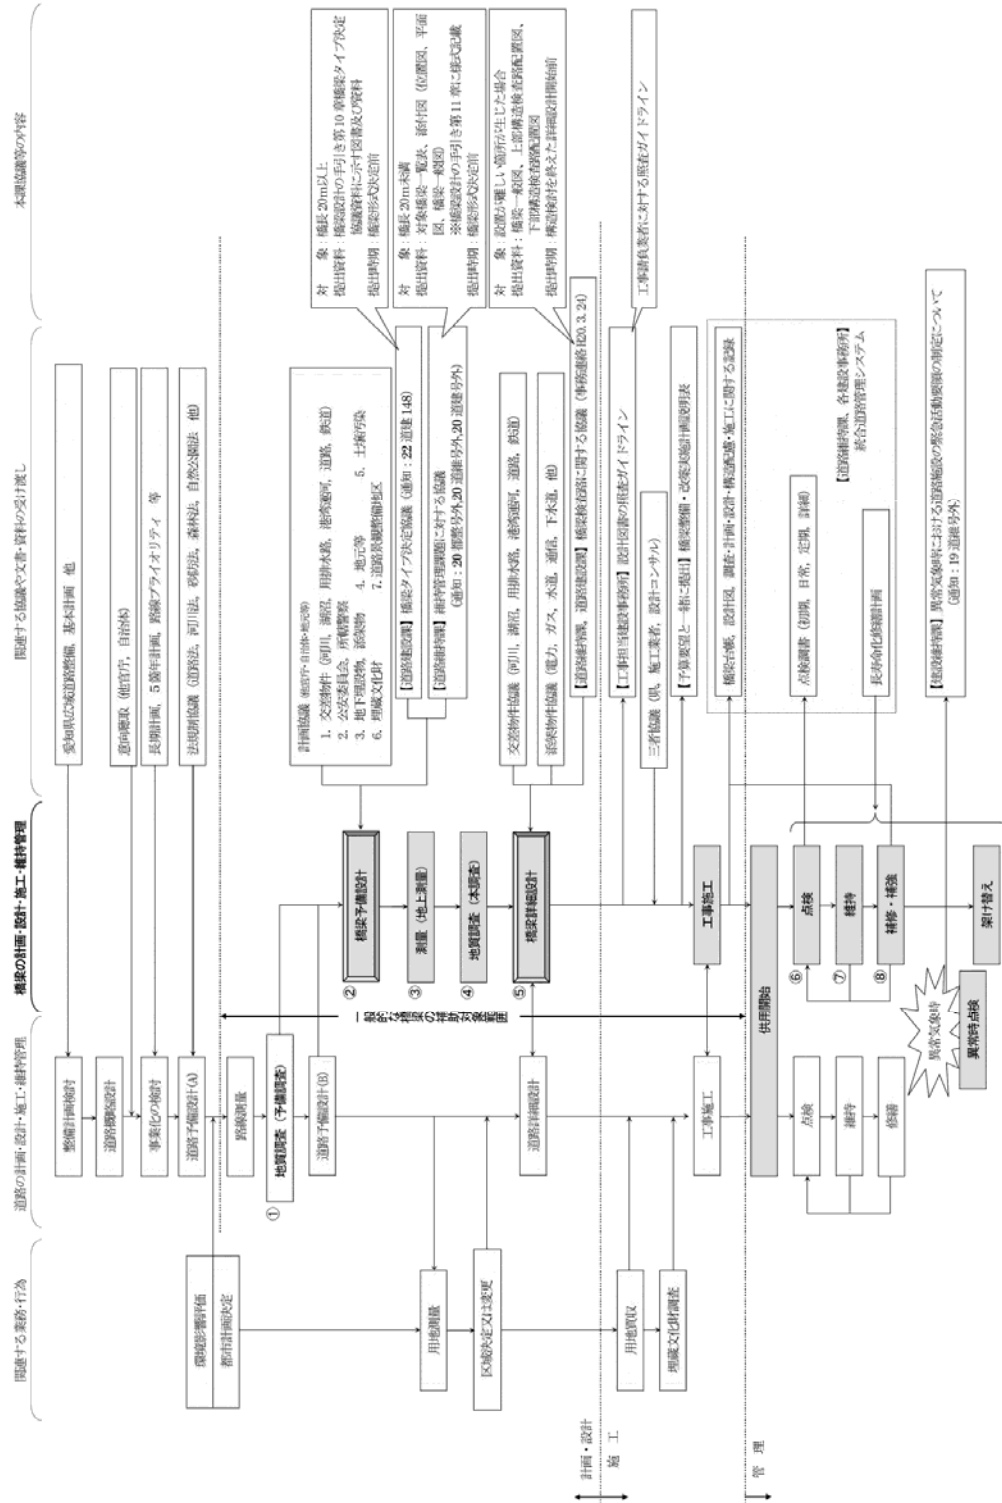 関連する業務・行為
道路の計画・設計・施工・維持管理
橋梁の計画・設計・施工・維持管理
関連する協議や文書・資料の受け渡し
本課協議等の内容
環境影響評価
都市計画決定
用地測量
区域決定又は変更
用地買収
埋蔵文化財調査
計画・設計
施 工
管 理
整備計画検討
道路概略設計
事業化の検討
道路予備設計(A)
路線測量
①
地質調査(予備調査)
道路予備設計(B)
道路詳細設計
工事施工
点検
維持
修繕
一般的な橋梁の補助対象範囲
②
橋梁予備設計
③
測量(地上測量)
④
地質調査(本調査)
⑤
橋梁詳細設計
工事施工
供用開始
⑥
点検
⑦
維持
⑧
補修・補強
異常気象時
異常時点検
架け替え
愛知県広域道路整備, 基本計画 他
意向聴取(他官庁, 自治体)
長期計画, 5箇年計画, 路線プライオリティ 等
法規制協議(道路法, 河川法, 砂防法, 森林法, 自然公園法 他)
計画協議(他官庁・自治体・地元等)
1. 交差物件(河川, 湖沼, 用排水路, 港湾運河, 道路, 鉄道)
2. 公安委員会, 所轄警察
3. 地下埋設物, 添架物 4. 地元等 5. 土壌汚染
6. 埋蔵文化財 7. 道路景観整備地区
【道路建設課】橋梁タイプ決定協議(通知:22道建148)
【道路維持課】維持管理課題に対する協議
(通知:20都整号外,20道維号外,20道建号外)
交差物件協議(河川, 湖沼, 用排水路, 港湾運河, 道路, 鉄道)
添架物件協議(電力, ガス, 水道, 通信, 下水道, 他)
【道路維持課, 道路建設課】橋梁検査路に関する協議(事務連絡H20.3.24)
【工事担当建設事務所】設計図書の照査ガイドライン
三者協議(県, 施工業者, 設計コンサル)
【予算要望と一緒に提出】橋梁整備・改築実施計画説明表
橋梁台帳, 設計図, 調査・計画・設計・構造配慮・施工に関する記録
点検調書(初期, 日常, 定期, 詳細)
【道路維持課、各建設事務所】
統合道路管理システム
長寿命化修繕計画
【建設維持課】異常気象時における道路施設の緊急活動要領の制定について
(通知:19道維号外)
対 象:橋長20m以上
提出資料:橋梁設計の手引き第10章橋梁タイプ決定
協議資料に示す図書及び資料
提出時期:橋梁形式決定前
対 象:橋長20m未満
提出資料:対象橋梁一覧表、添付図(位置図、平面
図、橋梁一般図)
※橋梁設計の手引き第11章に様式記載
提出時期:橋梁形式決定前
対 象:設置が難しい箇所が生じた場合
提出資料:橋梁一般図、上部構造検査路配置図、
下部構造検査路配置図
提出時期:構造検討を終えた詳細設計開始前
工事請負業者に対する照査ガイドライン